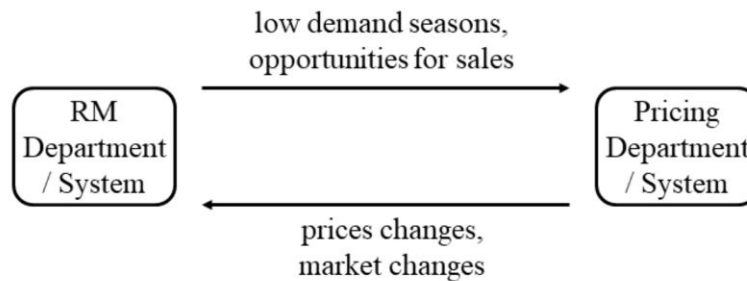 low demand seasons,
opportunities for sales
RM
Department
/ System
Pricing
Department
/ System
prices changes,
market changes